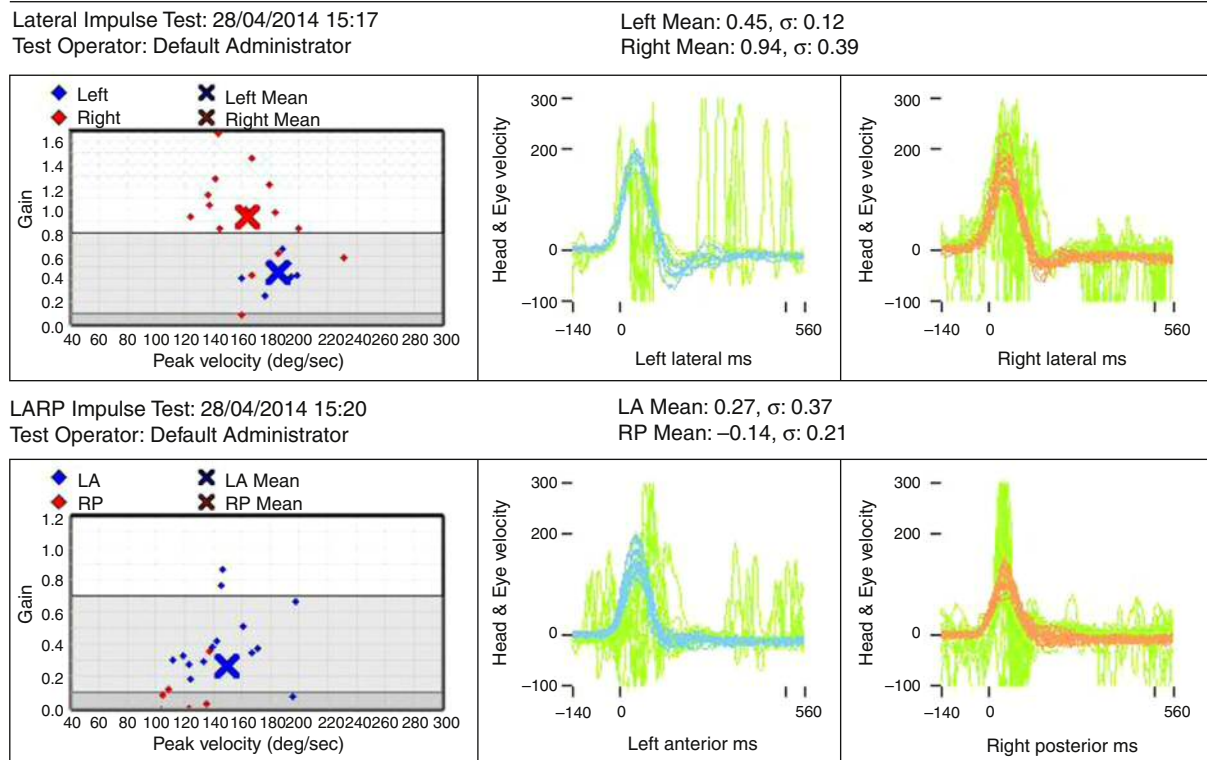 Lateral Impulse Test: 28/04/2014 15:17
Test Operator: Default Administrator
Left Mean: 0.45, σ: 0.12
Right Mean: 0.94, σ: 0.39
Left
Right
Left Mean
Right Mean
Gain
1.6
1.4
1.2
1.0
0.8
0.6
0.4
0.2
0.0
40 60 80 100 120 140 160 180 200 220 240 260 280 300
Peak velocity (deg/sec)
Head & Eye velocity
300
200
0
−100
−140 0 560
Left lateral ms
Head & Eye velocity
300
200
0
−100
−140 0 560
Right lateral ms
LARP Impulse Test: 28/04/2014 15:20
Test Operator: Default Administrator
LA Mean: 0.27, σ: 0.37
RP Mean: −0.14, σ: 0.21
LA
RP
LA Mean
RP Mean
Gain
1.2
1.0
0.8
0.6
0.4
0.2
0.0
40 60 80 100 120 140 160 180 200 220 240 260 280 300
Peak velocity (deg/sec)
Head & Eye velocity
300
200
0
−100
−140 0 560
Left anterior ms
Head & Eye velocity
300
200
0
−100
−140 0 560
Right posterior ms